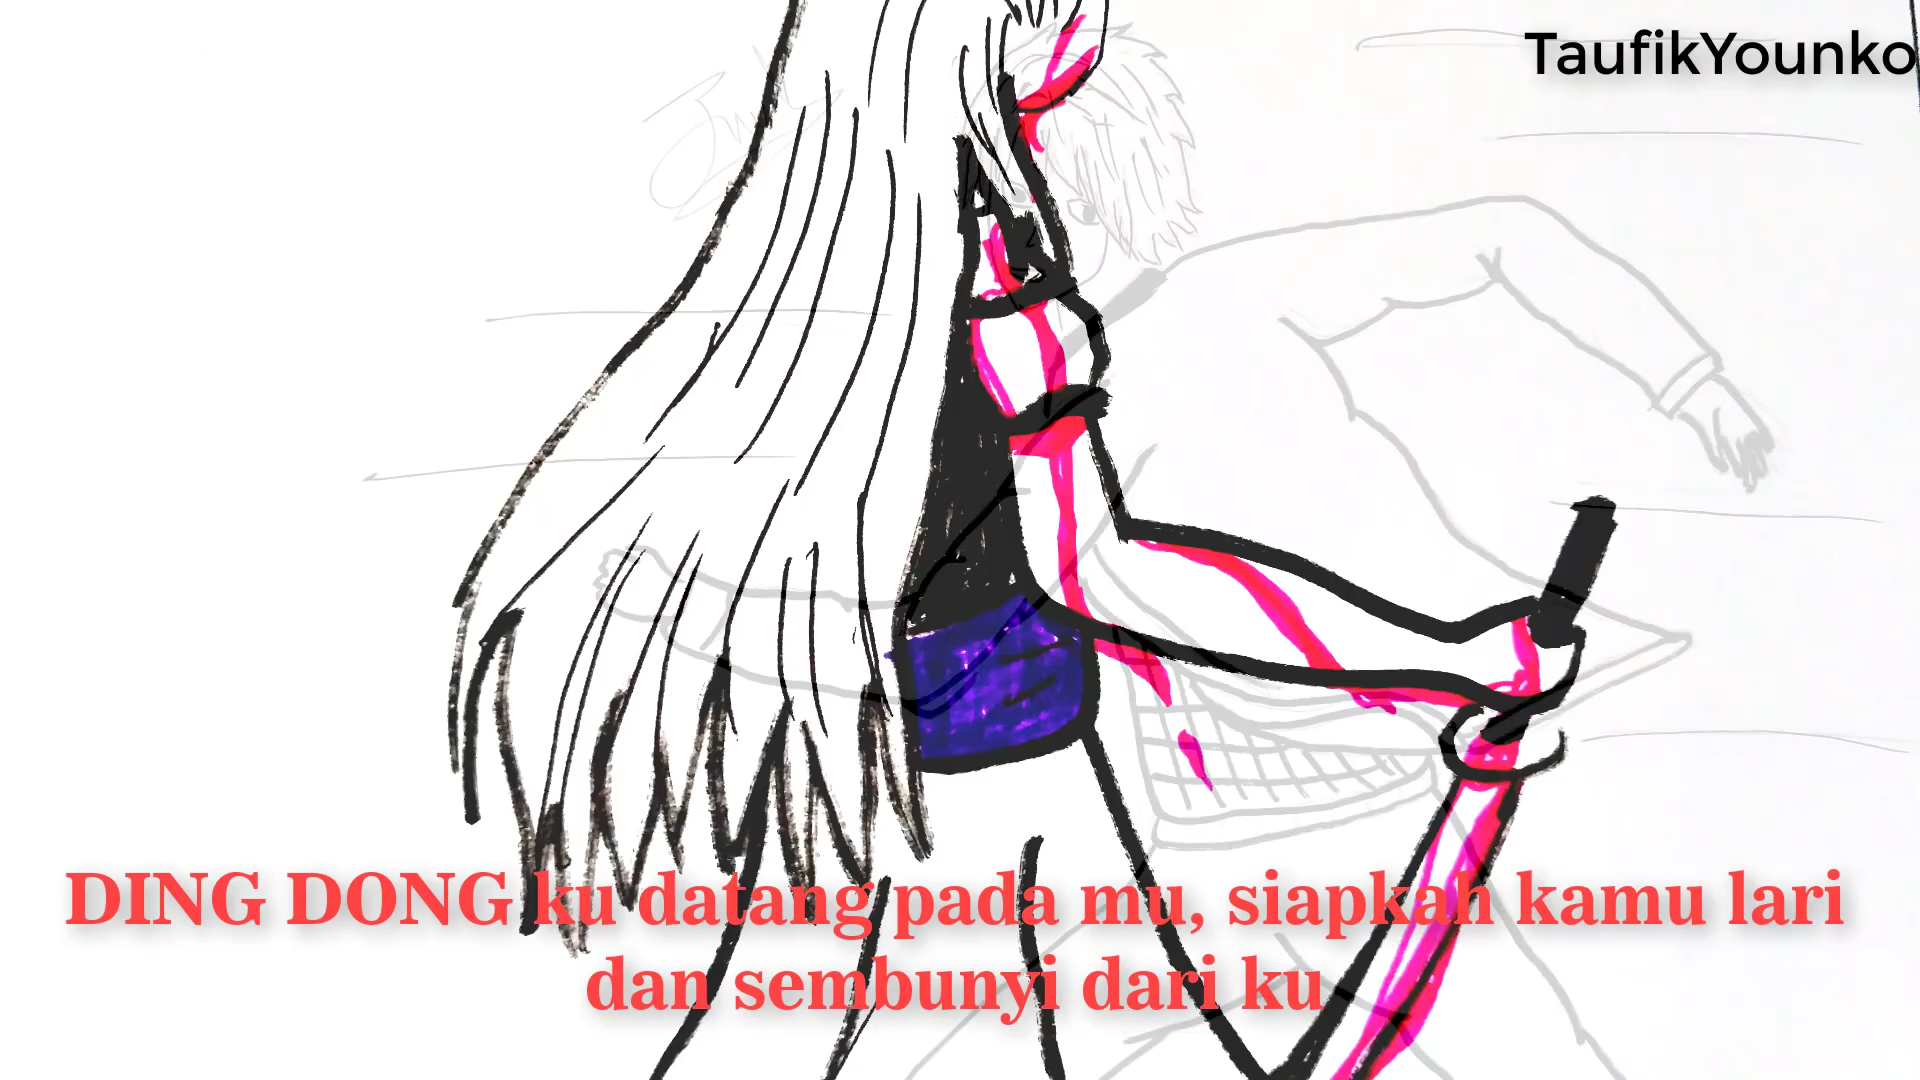 TaufikYounko
DING DONG ku datang pada mu, siapkah kamu lari
dan sembunyi dari ku